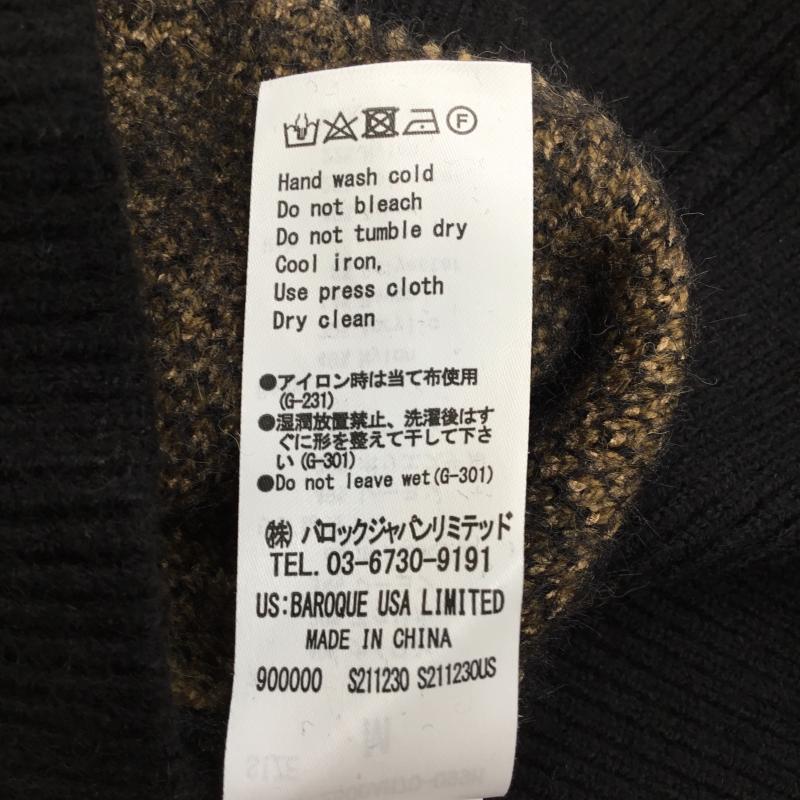 F
Hand wash cold
Do not bleach
Do not tumble dry
Cool iron,
Use press cloth
Dry clean
●アイロン時は当て布使用
(G-231)
●湿潤放置禁止、洗濯後はす
ぐに形を整えて干して下さ
い(G-301)
●Do not leave wet(G-301)
㈱ バロックジャパンリミテッド
TEL. 03-6730-9191
US:BAROQUE USA LIMITED
MADE IN CHINA
900000 S211230 S211230US